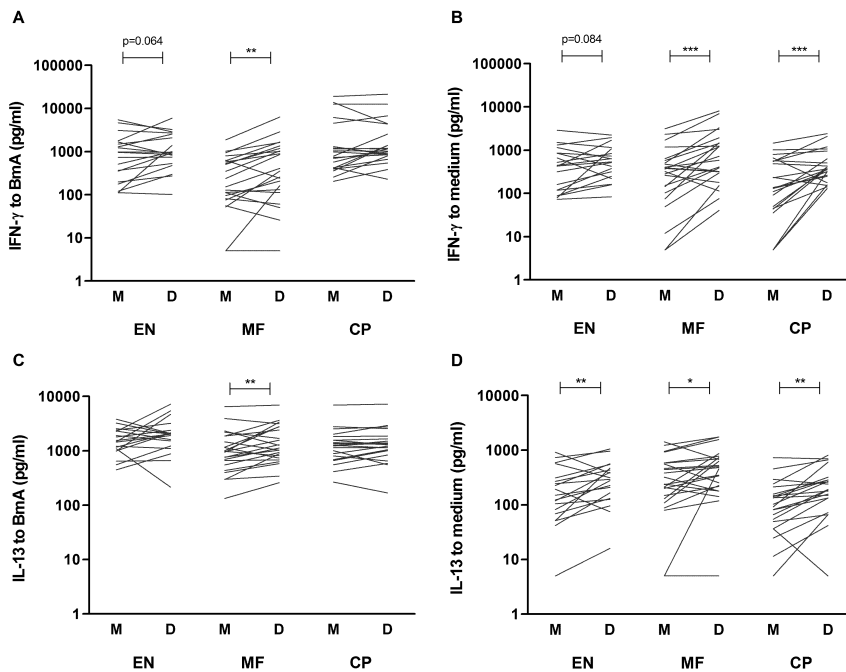 A
p=0.064
**
IFN-γ to BmA (pg/ml)
100000
10000
1000
100
10
1
M D M D M D
EN MF CP
B
p=0.084
***
***
IFN-γ to medium (pg/ml)
100000
10000
1000
100
10
1
M D M D M D
EN MF CP
C
**
IL-13 to BmA (pg/ml)
10000
1000
100
10
1
M D M D M D
EN MF CP
D
**
*
**
IL-13 to medium (pg/ml)
10000
1000
100
10
1
M D M D M D
EN MF CP